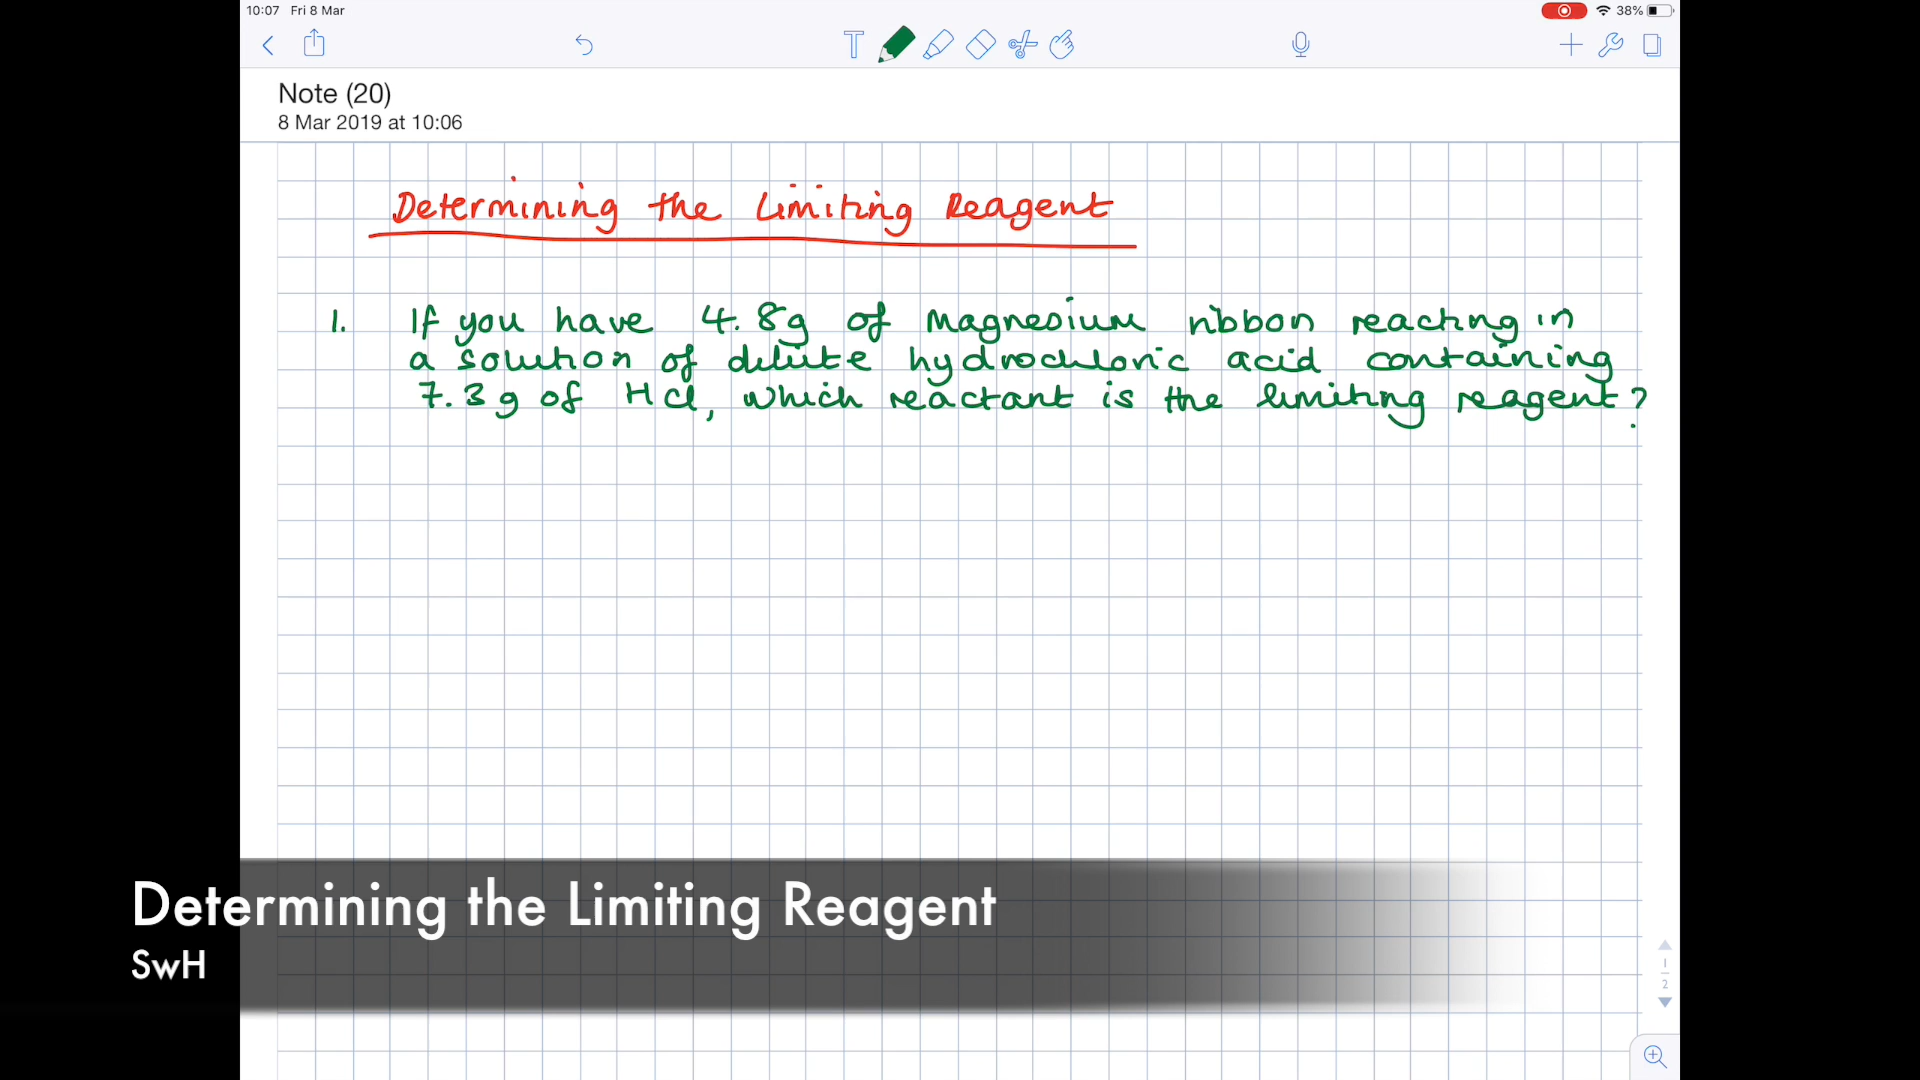 10:07 Fri 8 Mar
38%
T
Note (20)
8 Mar 2019 at 10:06
Determining the Limiting Reagent
1. If you have 4.8g of Magnesium ribbon reacting in
a solution of dilute hydrochloric acid containing
7.3g of HCl, which reactant is the limiting reagent?
Determining the Limiting Reagent
SwH
1
2